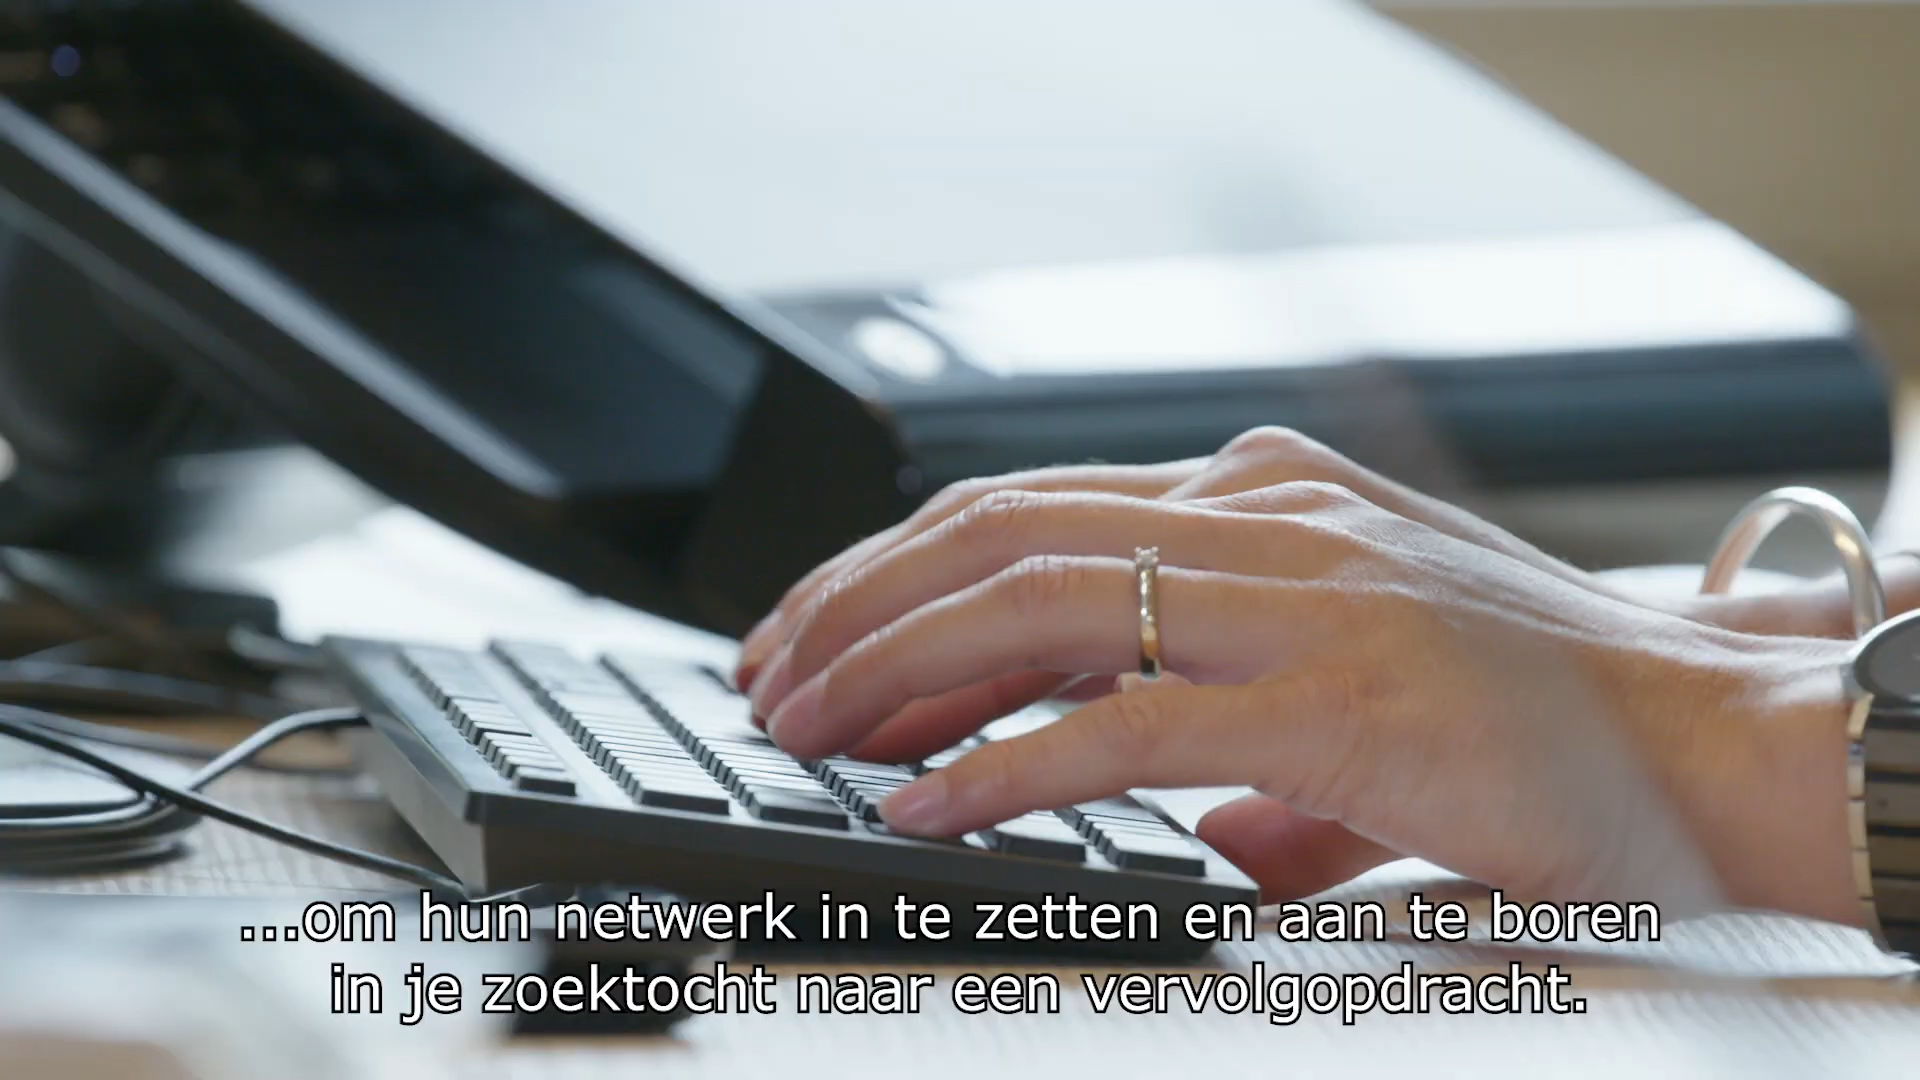 ...om hun netwerk in te zetten en aan te boren
in je zoektocht naar een vervolgopdracht.